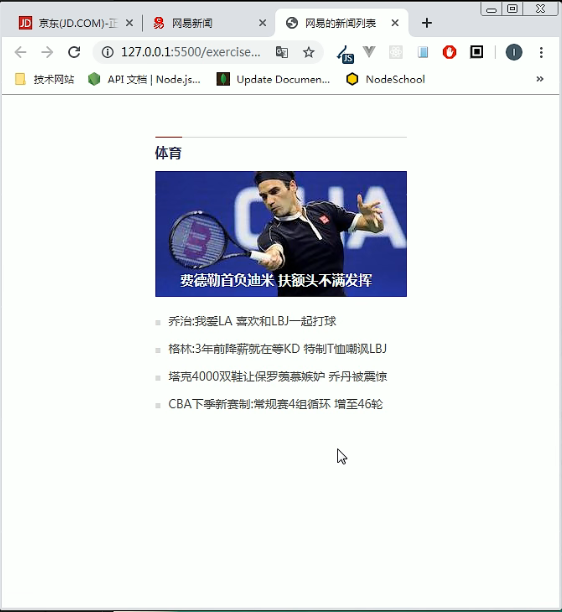 京东(JD.COM)-正
网易新闻
网易的新闻列表
127.0.0.1:5500/exercise...
JS
I
技术网站
API 文档 | Node.js...
Update Documen...
NodeSchool
»
体育
费德勒首负迪米 扶额头不满发挥
乔治:我爱LA 喜欢和LBJ一起打球
格林:3年前降薪就在等KD 特制T恤嘲讽LBJ
塔克4000双鞋让保罗羡慕嫉妒 乔丹被震惊
CBA下季新赛制:常规赛4组循环 增至46轮